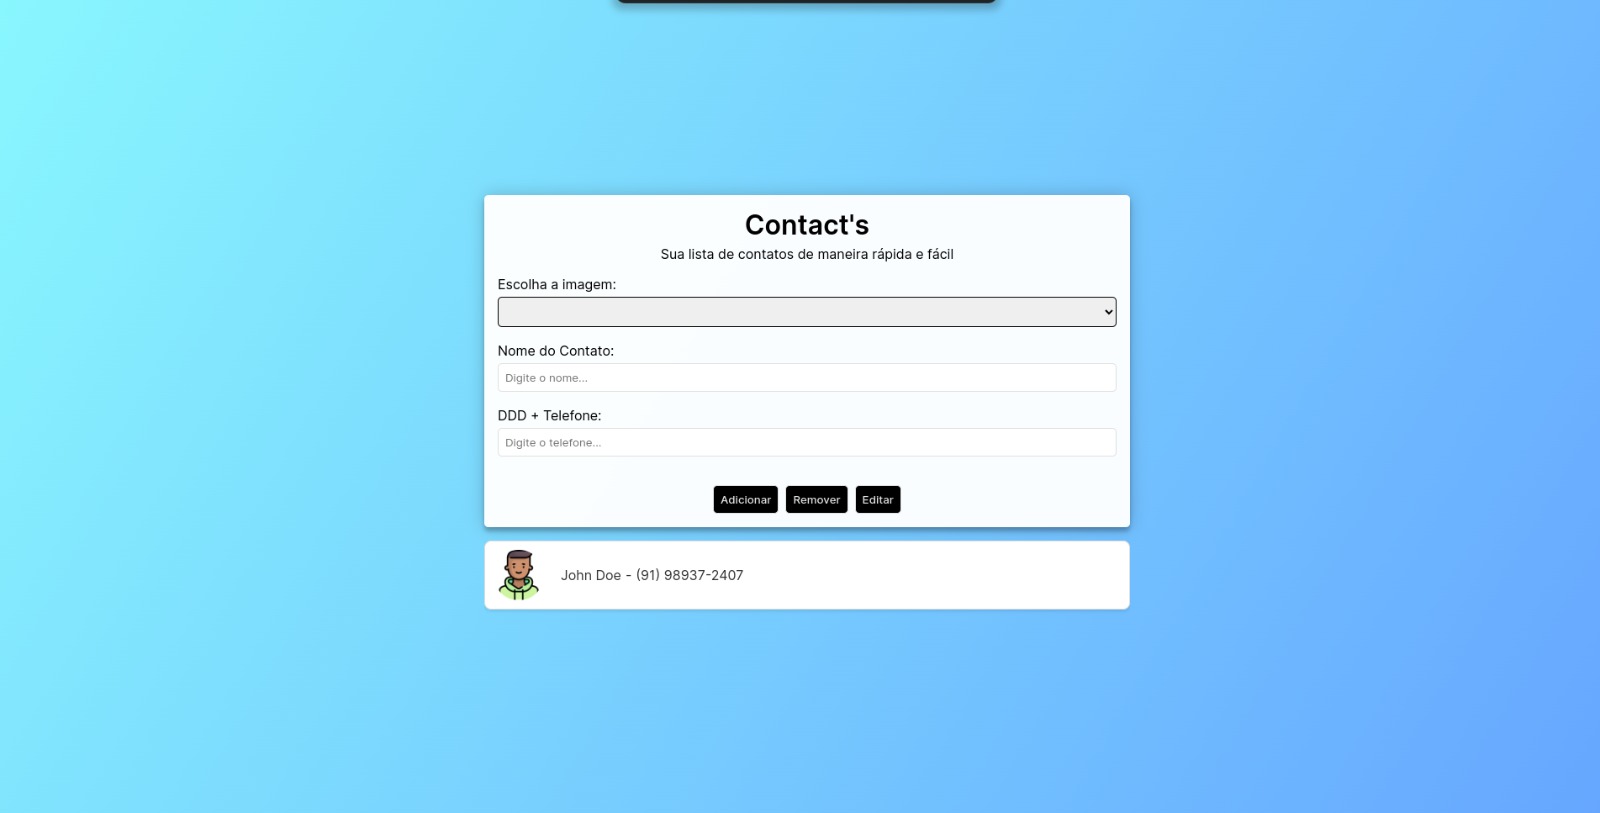 Contact's
Sua lista de contatos de maneira rápida e fácil
Escolha a imagem:
Nome do Contato:
Digite o nome...
DDD + Telefone:
Digite o telefone...
Adicionar Remover Editar
John Doe - (91) 98937-2407